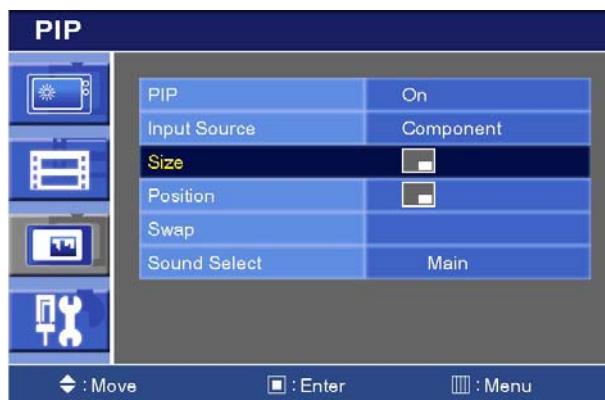 PIP
PIP On
Input Source Component
Size
Position
Swap
Sound Select Main
: Move : Enter : Menu